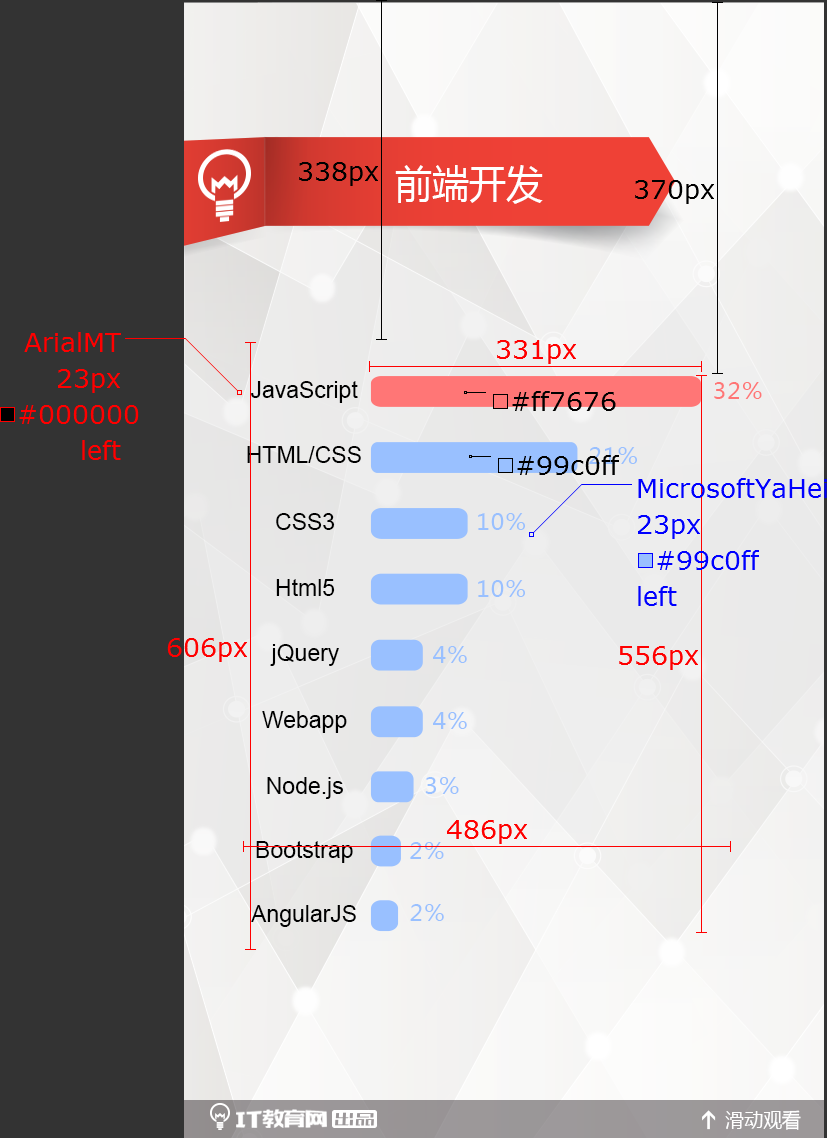 338px
前端开发
370px
ArialMT
23px
#000000
left
331px
JavaScript
32%
#ff7676
HTML/CSS
21%
#99c0ff
CSS3
10%
MicrosoftYaHei
23px
#99c0ff
left
Html5
10%
606px
jQuery
4%
556px
Webapp
4%
Node.js
3%
486px
Bootstrap
2%
AngularJS
2%
IT教育网 出品
滑动观看